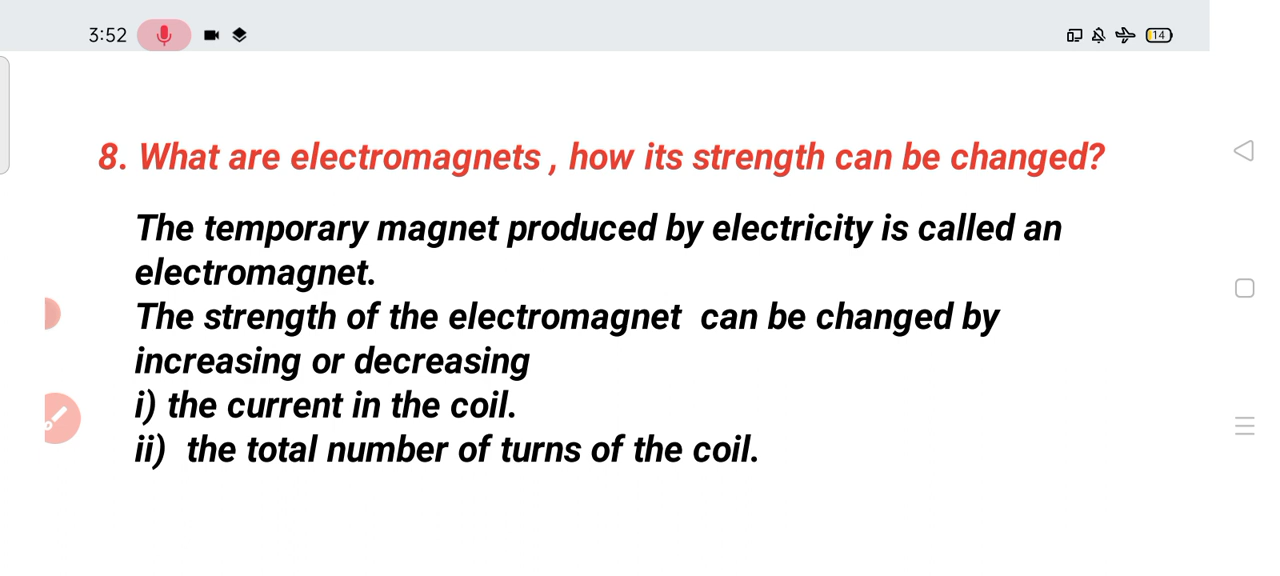 3:52
14
8. What are electromagnets , how its strength can be changed?
The temporary magnet produced by electricity is called an
electromagnet.
The strength of the electromagnet can be changed by
increasing or decreasing
i) the current in the coil.
ii) the total number of turns of the coil.